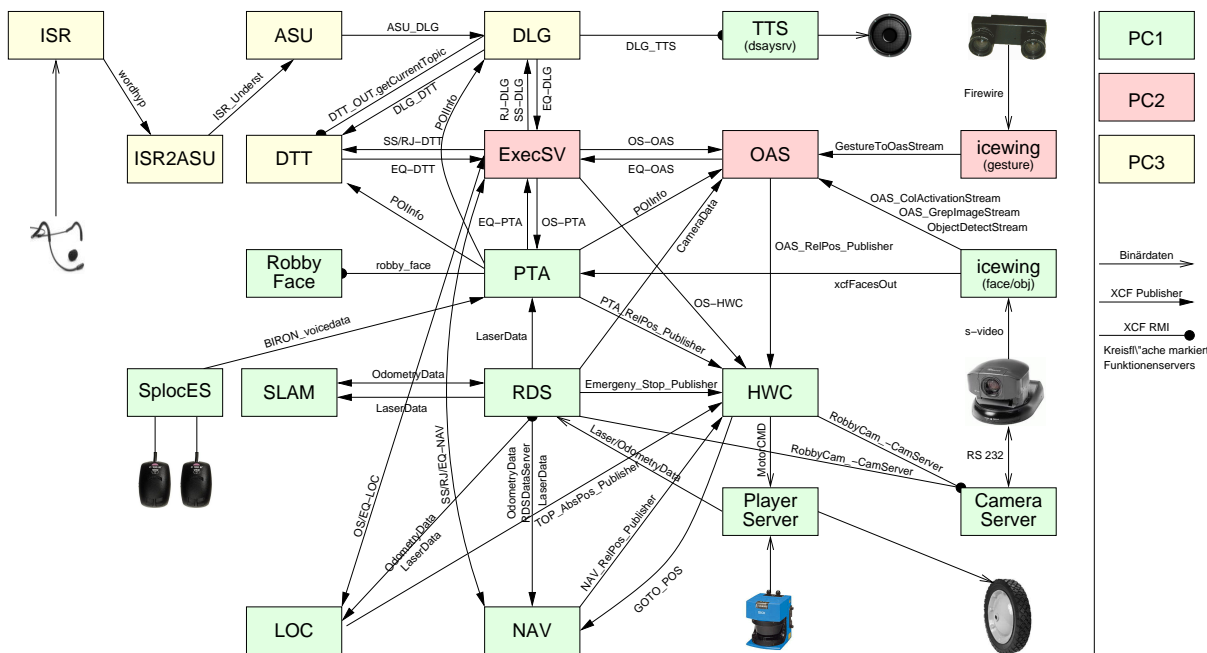 ISR
ASU
ASU_DLG
DLG
DLG_TTS
TTS
(dsaysrv)
PC1
wordhyp
ISR_Underst
DTT_OUT.getCurrentTopic
DLG_DTT
POIInfo
RJ-DLG
SS-DLG
EQ-DLG
Firewire
PC2
ISR2ASU
DTT
SS/RJ-DTT
EQ-DTT
ExecSV
OS-OAS
EQ-OAS
OAS
GestureToOasStream
icewing
(gesture)
PC3
POIInfo
EQ-PTA
OS-PTA
POIInfo
CameraData
OAS_ColActivationStream
OAS_GrepImageStream
ObjectDetectStream
OAS_RelPos_Publisher
Robby
Face
robby_face
PTA
xcfFacesOut
icewing
(face/obj)
Binärdaten
XCF Publisher
XCF RMI
Kreisfl\"ache markiert
Funktionenservers
BIRON_voicedata
LaserData
PTA_RelPos_Publisher
OS-HWC
s-video
SplocES
SLAM
OdometryData
LaserData
RDS
Emergeny_Stop_Publisher
HWC
RobbyCam_-CamServer
RobbyCam_-CamServer
RS 232
OS/EQ-LOC
SS/RJ/EQ-NAV
OdometryData
RDSDataServer
LaserData
Laser/OdometryData
Moto/CMD
TOP_AbsPos_Publisher
Player
Server
Camera
Server
OdometryData
LaserData
NAV_RelPos_Publisher
GOTO_POS
LOC
NAV